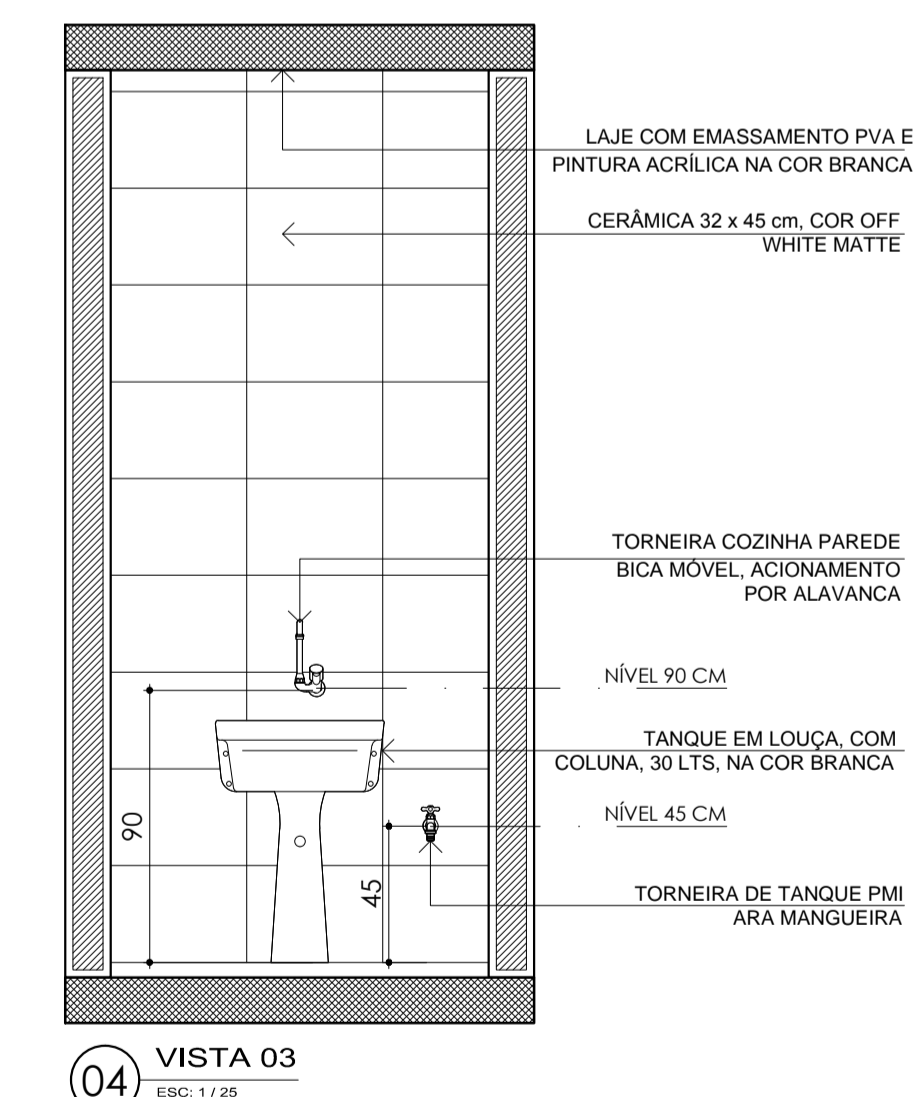 LAJE COM EMASSAMENTO PVA E
PINTURA ACRÍLICA NA COR BRANCA
CERÂMICA 32 x 45 cm, COR OFF
WHITE MATTE
TORNEIRA COZINHA PAREDE
BICA MÓVEL, ACIONAMENTO
POR ALAVANCA
NÍVEL 90 CM
TANQUE EM LOUÇA, COM
COLUNA, 30 LTS, NA COR BRANCA
90
NÍVEL 45 CM
45
TORNEIRA DE TANQUE PMI
ARA MANGUEIRA
04
VISTA 03
ESC: 1 / 25